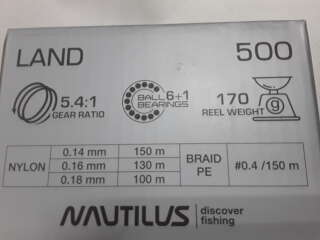 LAND 500
5.4:1
GEAR RATIO
BALL 6+1
BEARINGS
170
REEL WEIGHT
g
NYLON 0.14 mm 150 m BRAID PE #0.4 /150 m
0.16 mm 130 m
0.18 mm 100 m
NAUTILUS discover
fishing